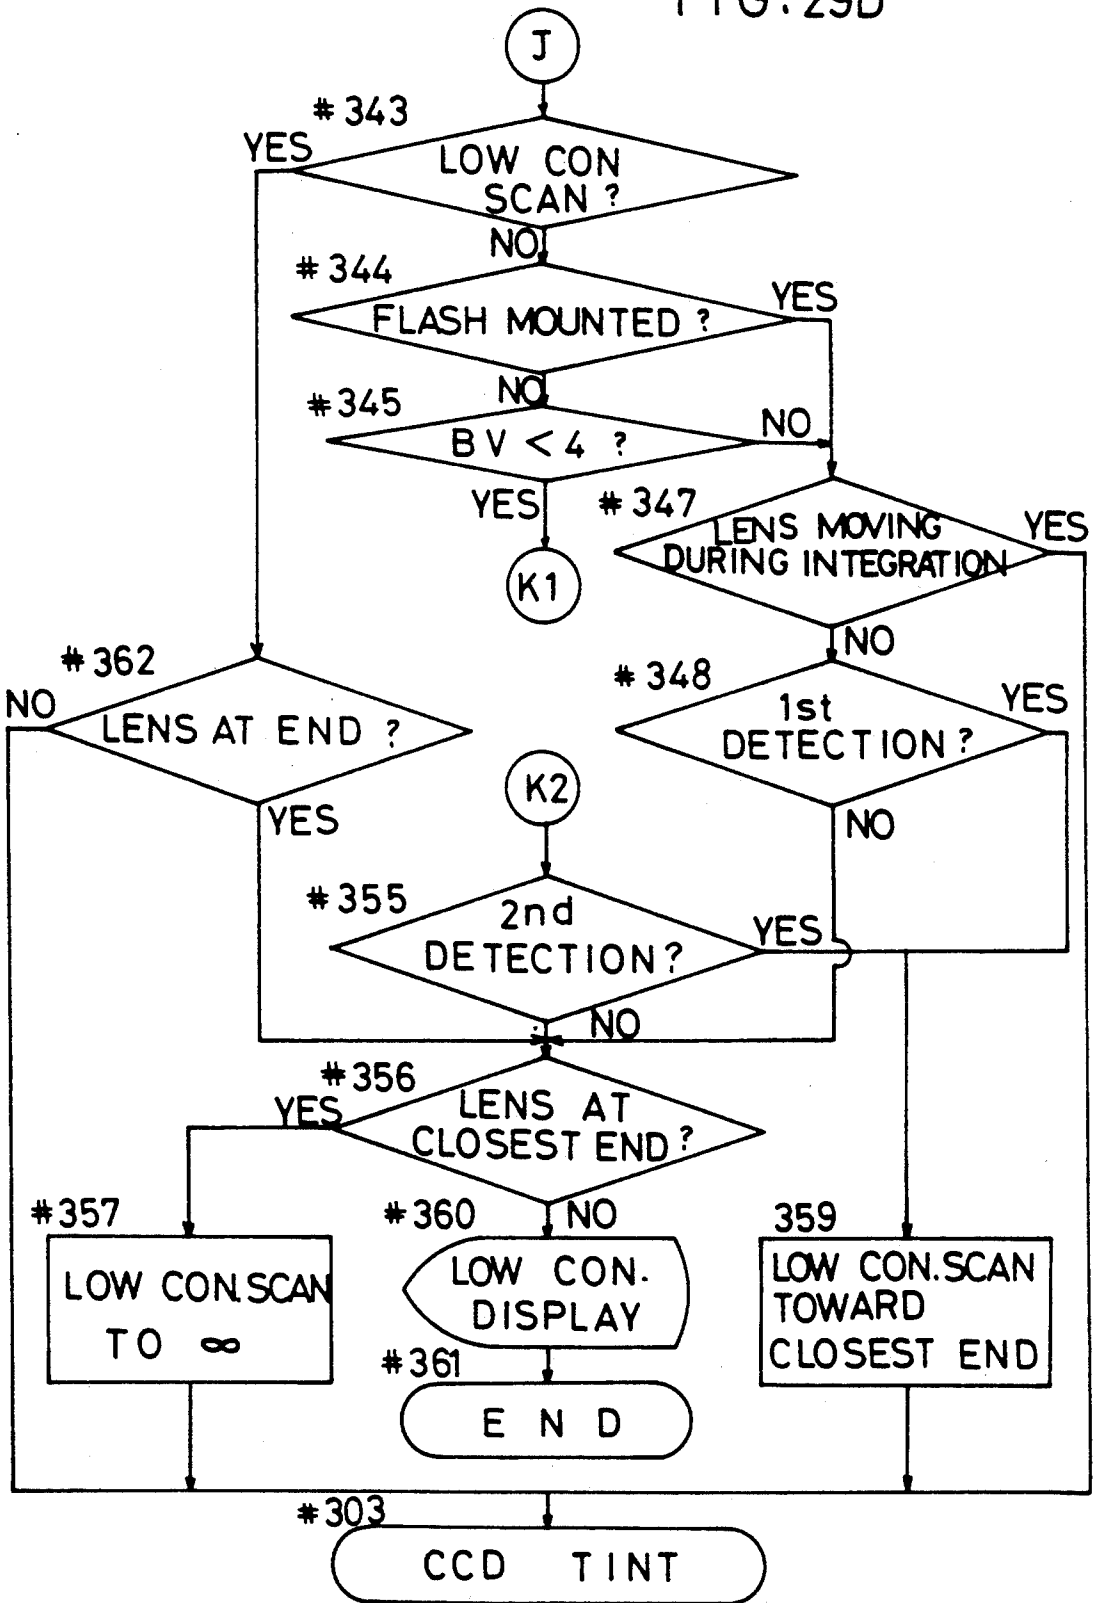 FIG. 29D
J
#343
YES
LOW CON
SCAN ?
NO
#344
FLASH MOUNTED ?
YES
NO
#345
BV < 4 ?
NO
YES
K1
#347
LENS MOVING
DURING INTEGRATION
YES
NO
#362
NO
LENS AT END ?
YES
#348
1st
DETECTION ?
YES
NO
K2
#355
2nd
DETECTION ?
YES
NO
#356
YES
LENS AT
CLOSEST END ?
NO
#357
LOW CON. SCAN
TO ∞
#360
LOW CON.
DISPLAY
359
LOW CON. SCAN
TOWARD
CLOSEST END
#361
END
#303
CCD TINT